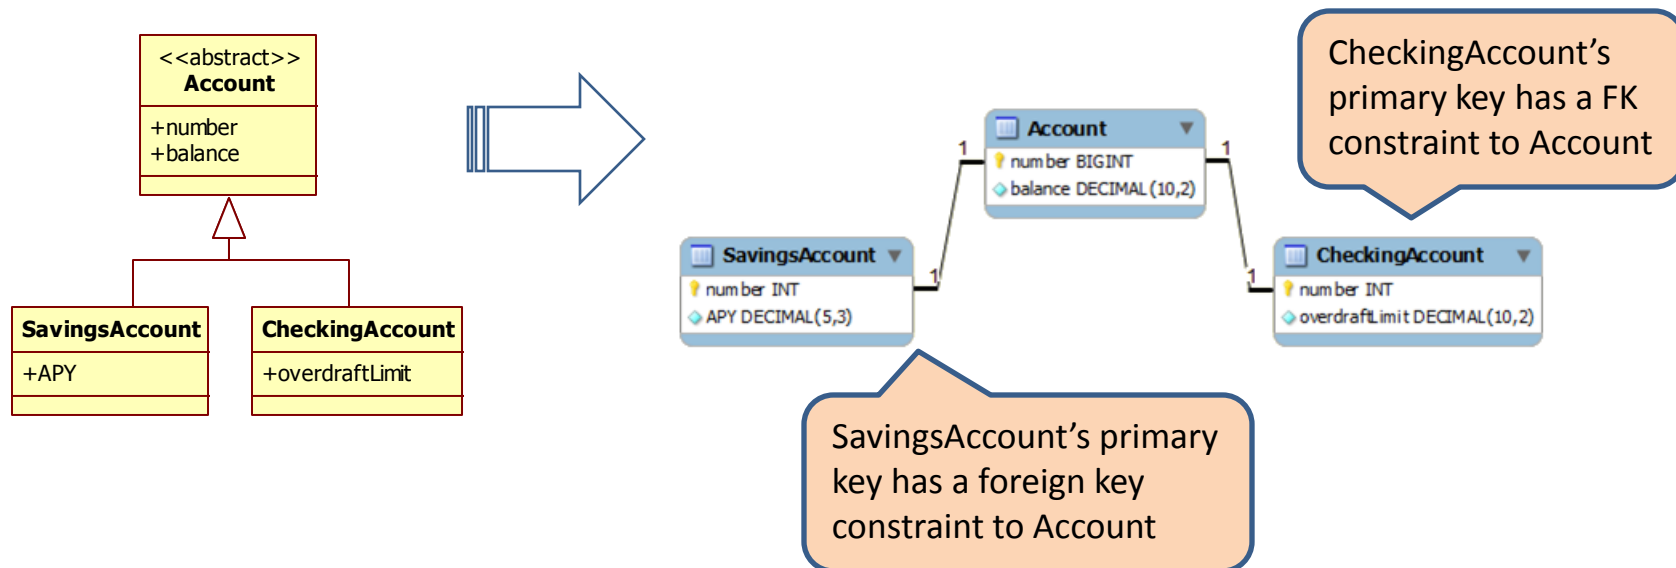 <<abstract>>
Account
+number
+balance
SavingsAccount
+APY
CheckingAccount
+overdraftLimit
Account
number BIGINT
balance DECIMAL(10,2)
1
1
SavingsAccount
number INT
APY DECIMAL(5,3)
1
1
CheckingAccount
number INT
overdraftLimit DECIMAL(10,2)
CheckingAccount’s
primary key has a FK
constraint to Account
SavingsAccount’s primary
key has a foreign key
constraint to Account